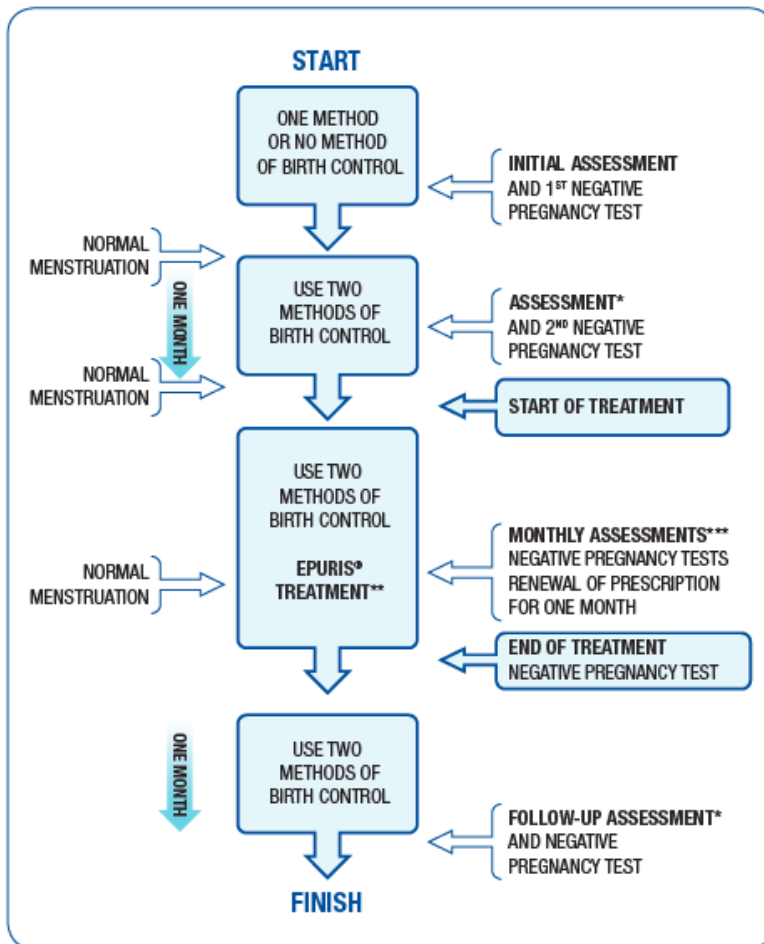 START
ONE METHOD
OR NO METHOD
OF BIRTH CONTROL
INITIAL ASSESSMENT
AND 1ST NEGATIVE
PREGNANCY TEST
NORMAL
MENSTRUATION
ONE MONTH
USE TWO
METHODS OF
BIRTH CONTROL
ASSESSMENT*
AND 2ND NEGATIVE
PREGNANCY TEST
NORMAL
MENSTRUATION
START OF TREATMENT
USE TWO
METHODS OF
BIRTH CONTROL
EPURIS®
TREATMENT**
NORMAL
MENSTRUATION
MONTHLY ASSESSMENTS***
NEGATIVE PREGNANCY TESTS
RENEWAL OF PRESCRIPTION
FOR ONE MONTH
END OF TREATMENT
NEGATIVE PREGNANCY TEST
ONE MONTH
USE TWO
METHODS OF
BIRTH CONTROL
FOLLOW-UP ASSESSMENT*
AND NEGATIVE
PREGNANCY TEST
FINISH